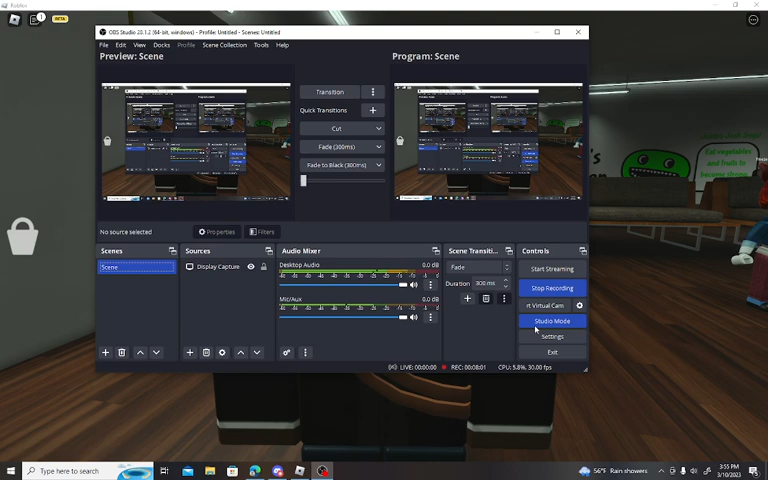 Roblox
BETA
OBS Studio 29.1.2 (64-bit, windows) - Profile: Untitled - Scenes: Untitled
File Edit View Docks Profile Scene Collection Tools Help
Preview: Scene
Program: Scene
Transition
Quick Transitions
Cut
Fade (300ms)
Fade to Black (300ms)
No source selected
Properties
Filters
Scenes
Scene
Sources
Display Capture
Audio Mixer
Desktop Audio 0.0 dB
Mic/Aux 0.0 dB
Scene Transiti...
Fade
Duration 300 ms
Controls
Start Streaming
Stop Recording
rt Virtual Cam
Studio Mode
Settings
Exit
LIVE: 00:00:00 REC: 00:08:01 CPU: 5.8%, 30.00 fps
Eat vegetables
and fruits to
become strong
Type here to search
56°F Rain showers
3:55 PM
3/10/2023